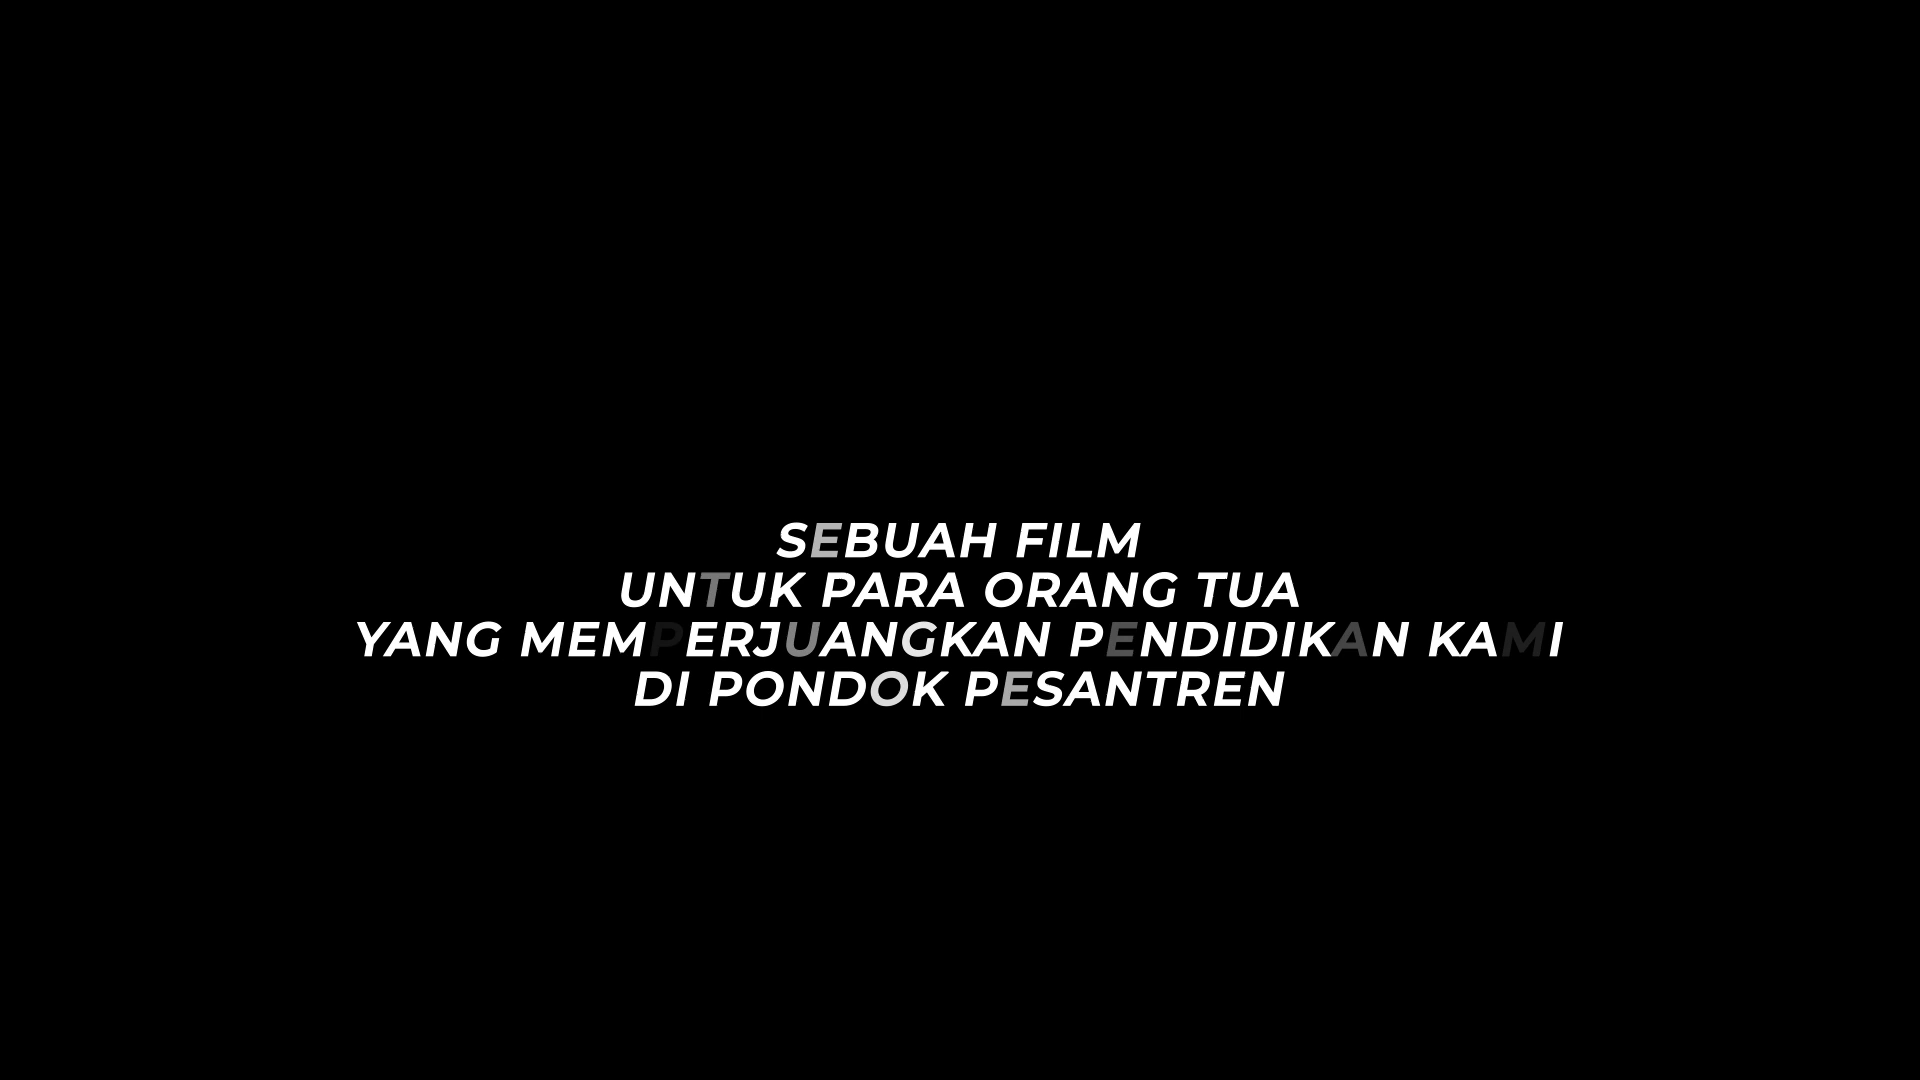 SEBUAH FILM
UNTUK PARA ORANG TUA
YANG MEMPERJUANGKAN PENDIDIKAN KAMI
DI PONDOK PESANTREN